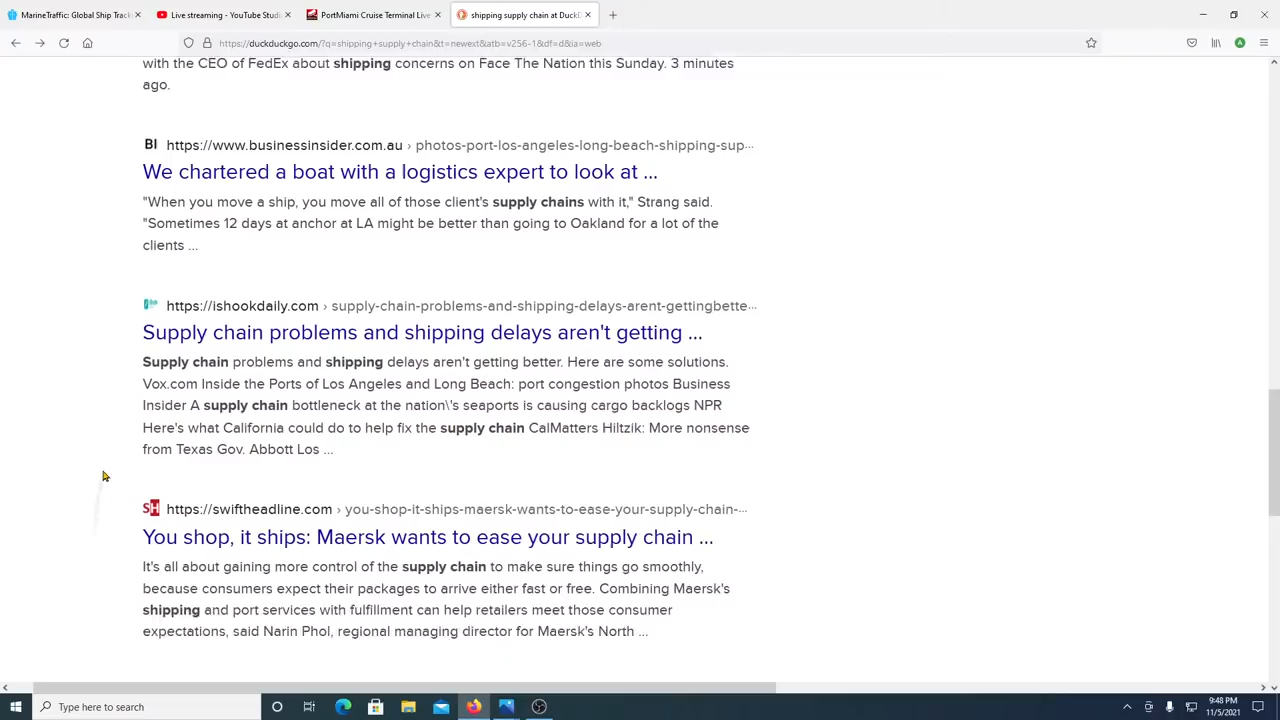 MarineTraffic: Global Ship Track
Live streaming - YouTube Studi
PortMiami Cruise Terminal Live
shipping supply chain at DuckD
https://duckduckgo.com/?q=shipping+supply+chain&t=newext&atb=v256-1&df=d&ia=web
A
with the CEO of FedEx about shipping concerns on Face The Nation this Sunday. 3 minutes
ago.
BI https://www.businessinsider.com.au › photos-port-los-angeles-long-beach-shipping-sup...
We chartered a boat with a logistics expert to look at ...
"When you move a ship, you move all of those client's supply chains with it," Strang said.
"Sometimes 12 days at anchor at LA might be better than going to Oakland for a lot of the
clients ...
https://ishookdaily.com › supply-chain-problems-and-shipping-delays-arent-gettingbette...
Supply chain problems and shipping delays aren't getting ...
Supply chain problems and shipping delays aren't getting better. Here are some solutions.
Vox.com Inside the Ports of Los Angeles and Long Beach: port congestion photos Business
Insider A supply chain bottleneck at the nation\'s seaports is causing cargo backlogs NPR
Here's what California could do to help fix the supply chain CalMatters Hiltzik: More nonsense
from Texas Gov. Abbott Los ...
SH https://swiftheadline.com › you-shop-it-ships-maersk-wants-to-ease-your-supply-chain-...
You shop, it ships: Maersk wants to ease your supply chain ...
It's all about gaining more control of the supply chain to make sure things go smoothly,
because consumers expect their packages to arrive either fast or free. Combining Maersk's
shipping and port services with fulfillment can help retailers meet those consumer
expectations, said Narin Phol, regional managing director for Maersk's North ...
Type here to search
9:48 PM
11/5/2021